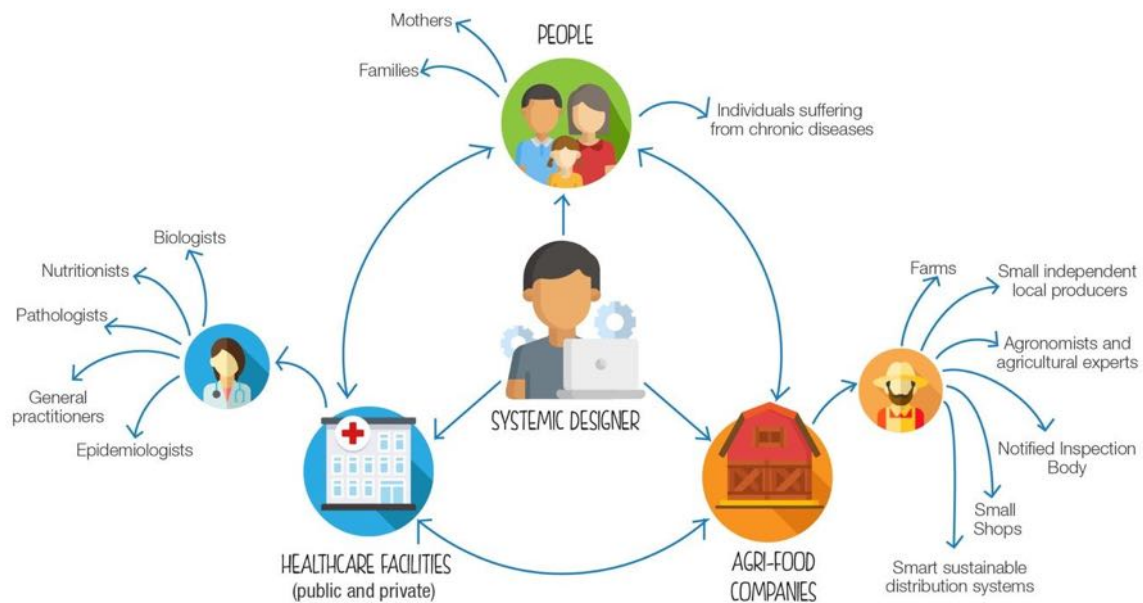 Mothers
PEOPLE
Families
Individuals suffering
from chronic diseases
Biologists
Nutritionists
Pathologists
General
practitioners
Epidemiologists
Farms
Small independent
local producers
Agronomists and
agricultural experts
SYSTEMIC DESIGNER
Notified Inspection
Body
Small
Shops
Smart sustainable
distribution systems
HEALTHCARE FACILITIES
(public and private)
AGRI-FOOD
COMPANIES